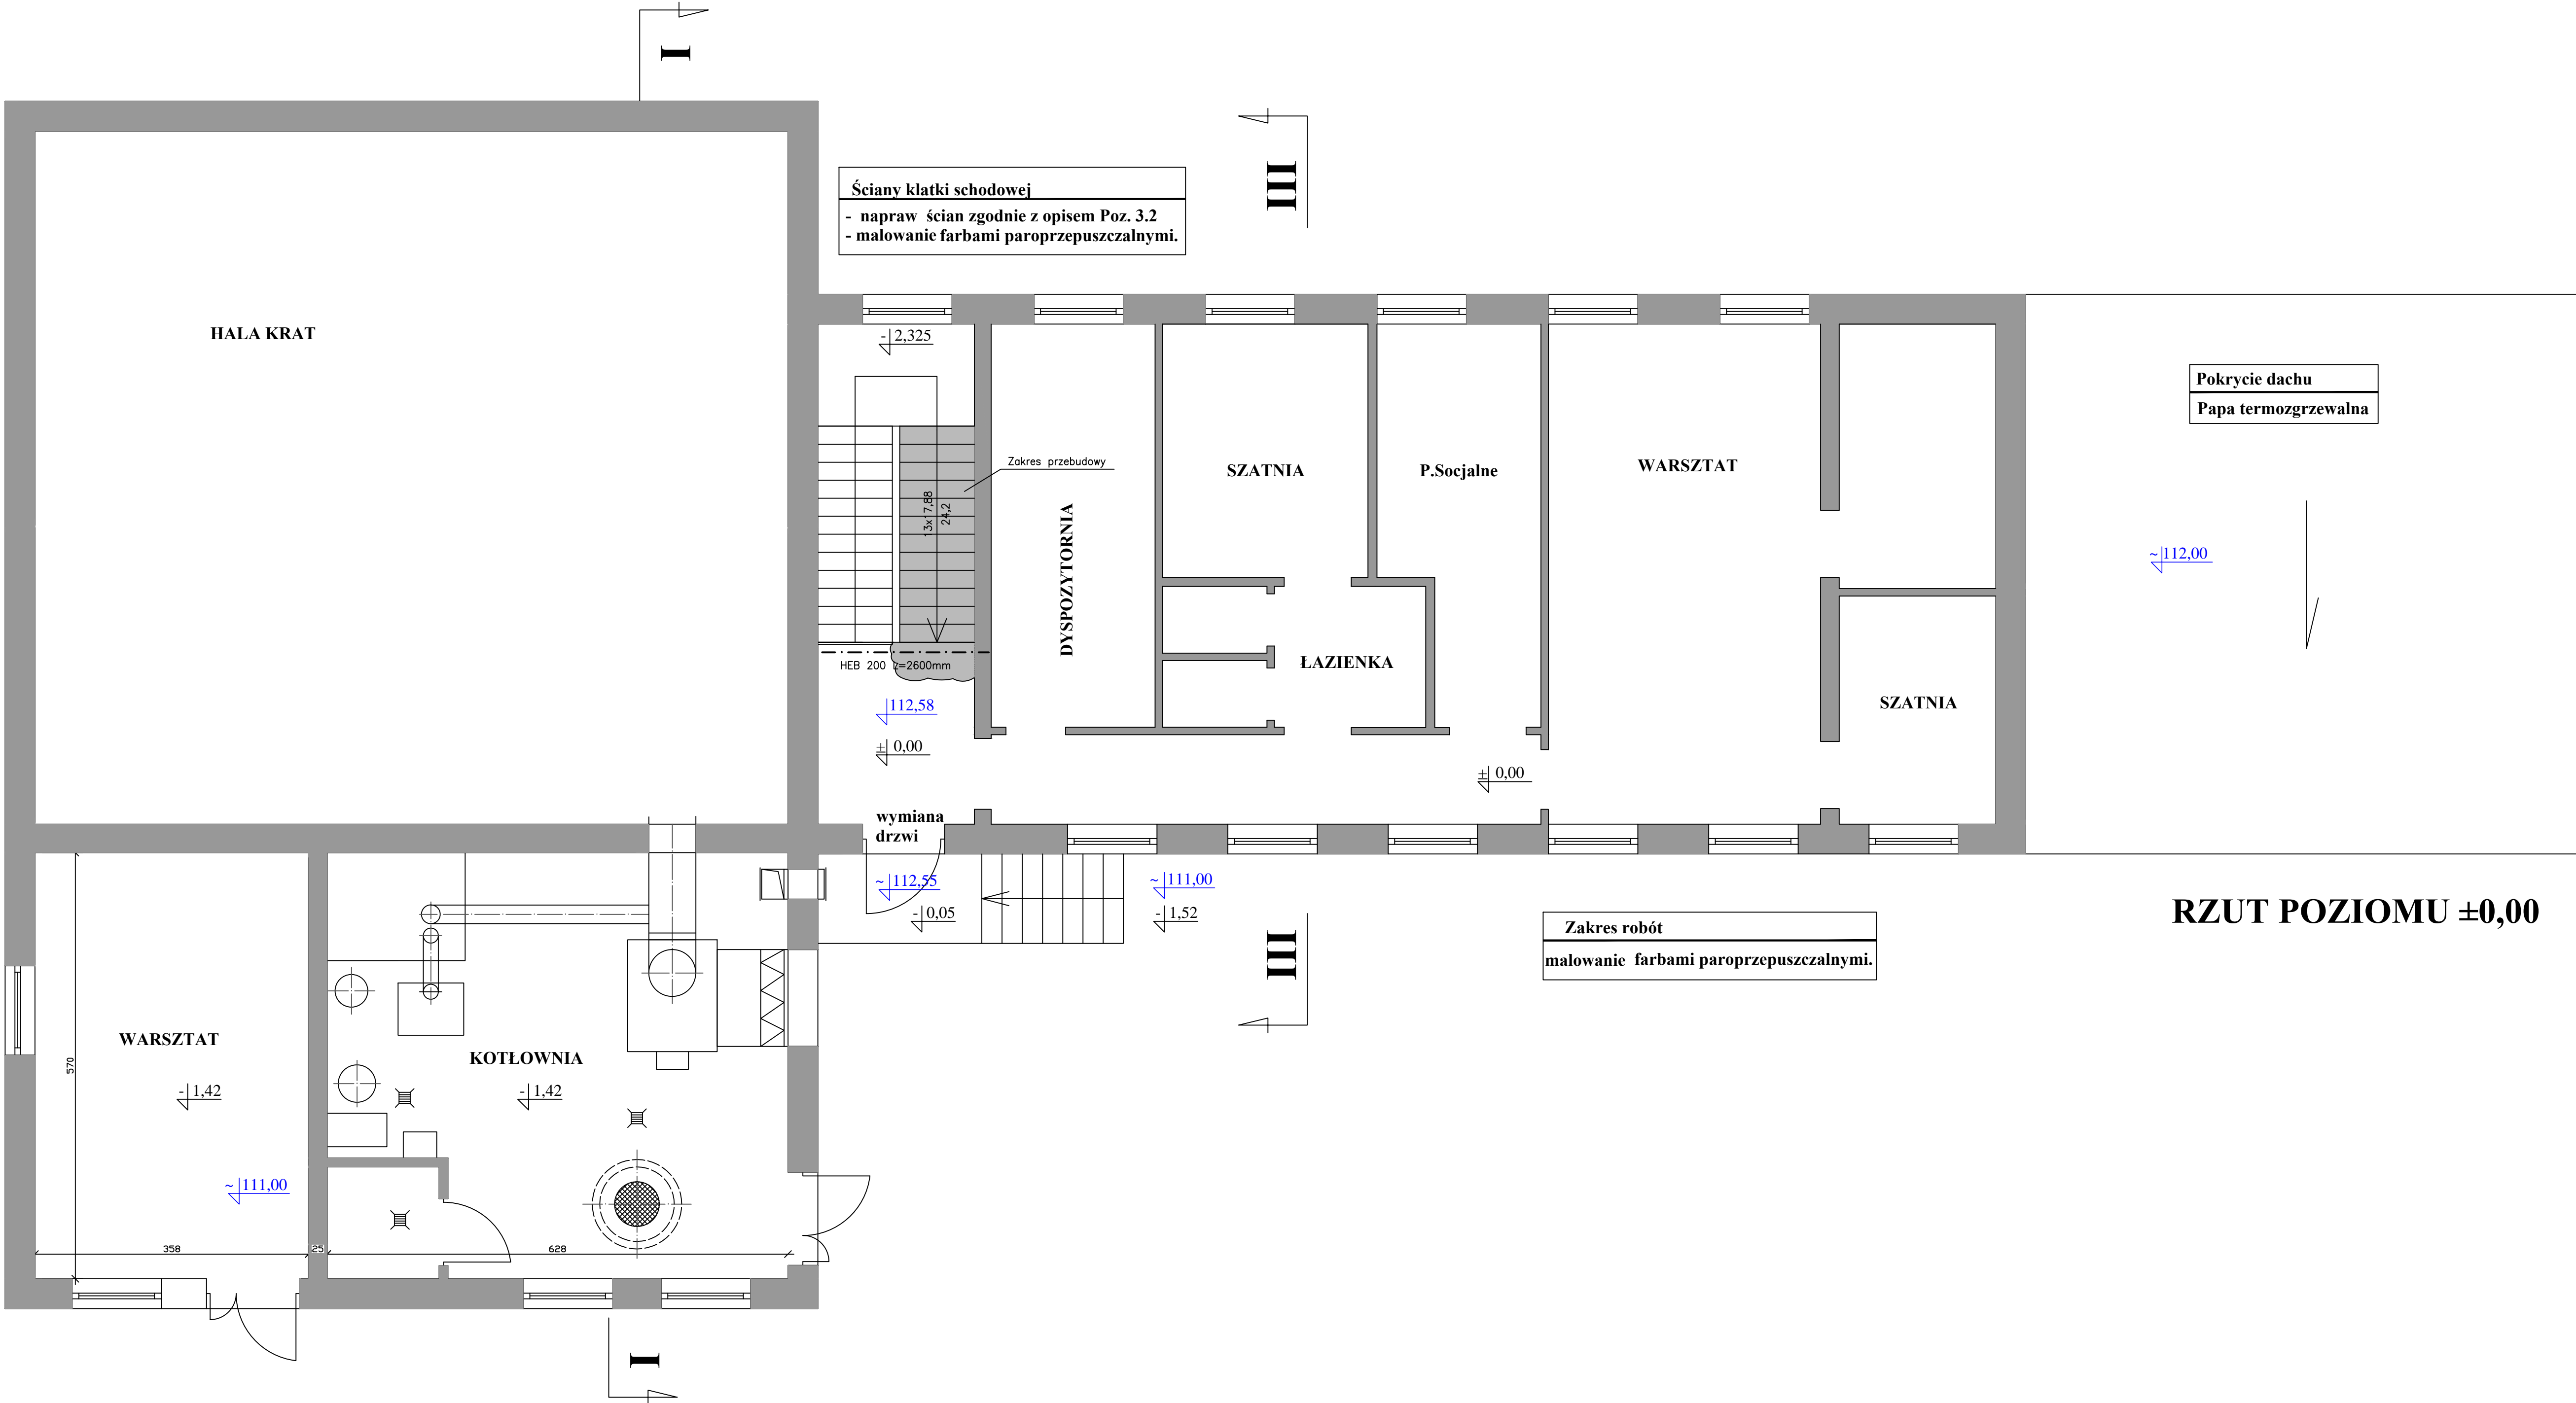 I
III
Ściany klatki schodowej
- napraw ścian zgodnie z opisem Poz. 3.2
- malowanie farbami paroprzepuszczalnymi.
HALA KRAT
- 2,325
Pokrycie dachu
Papa termozgrzewalna
Zakres przebudowy
SZATNIA
P.Socjalne
WARSZTAT
13x17,88
24,2
DYSPOZYTORNIA
~ 112,00
HEB 200 L=2600mm
ŁAZIENKA
SZATNIA
112,58
± 0,00
± 0,00
wymiana
drzwi
~ 112,55
- 0,05
~ 111,00
- 1,52
RZUT POZIOMU ±0,00
Zakres robót
malowanie farbami paroprzepuszczalnymi.
III
WARSZTAT
- 1,42
570
KOTŁOWNIA
- 1,42
~ 111,00
358
25
628
I